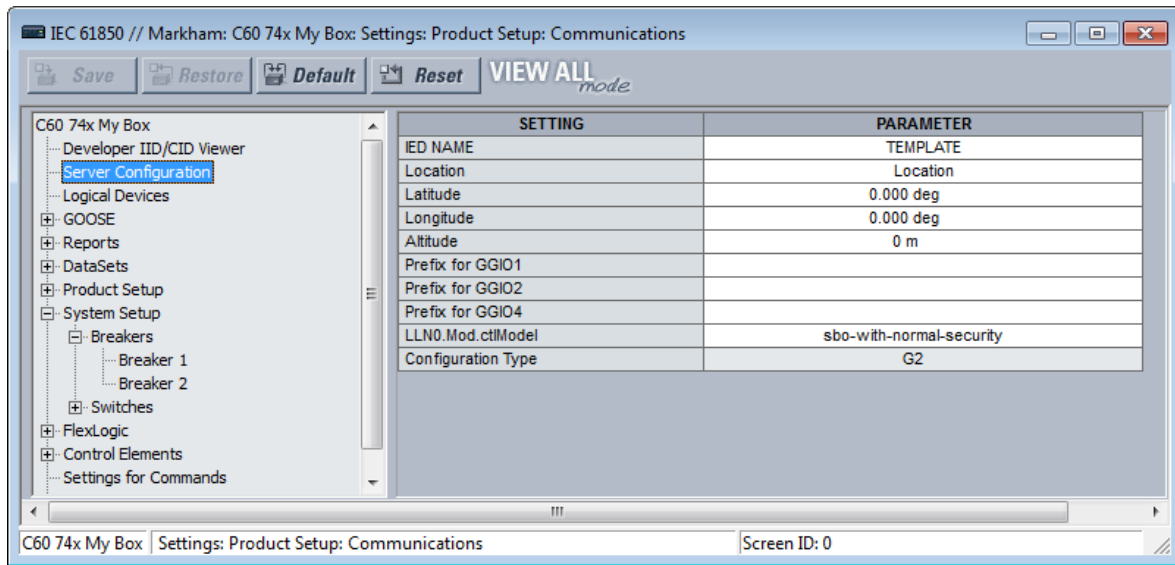 IEC 61850 // Markham: C60 74x My Box: Settings: Product Setup: Communications
Save Restore Default Reset VIEW ALL mode
C60 74x My Box
Developer IID/CID Viewer
Server Configuration
Logical Devices
GOOSE
Reports
DataSets
Product Setup
System Setup
Breakers
Breaker 1
Breaker 2
Switches
FlexLogic
Control Elements
Settings for Commands
SETTING PARAMETER
IED NAME TEMPLATE
Location Location
Latitude 0.000 deg
Longitude 0.000 deg
Altitude 0 m
Prefix for GGIO1
Prefix for GGIO2
Prefix for GGIO4
LLN0.Mod.ctlModel sbo-with-normal-security
Configuration Type G2
C60 74x My Box Settings: Product Setup: Communications Screen ID: 0